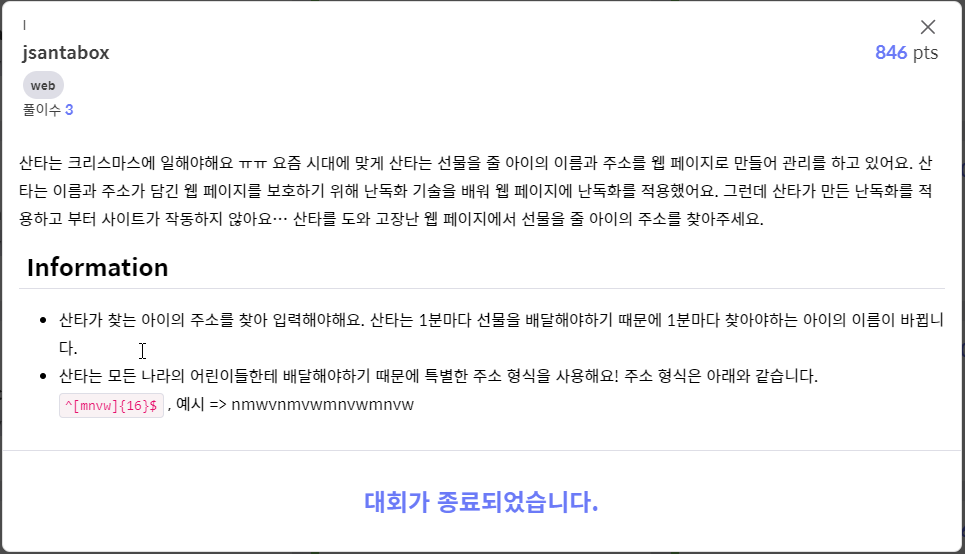 I
jsantabox
846 pts
web
풀이수 3
산타는 크리스마스에 일해야해요 ㅠㅠ 요즘 시대에 맞게 산타는 선물을 줄 아이의 이름과 주소를 웹 페이지로 만들어 관리를 하고 있어요. 산
타는 이름과 주소가 담긴 웹 페이지를 보호하기 위해 난독화 기술을 배워 웹 페이지에 난독화를 적용했어요. 그런데 산타가 만든 난독화를 적
용하고 부터 사이트가 작동하지 않아요… 산타를 도와 고장난 웹 페이지에서 선물을 줄 아이의 주소를 찾아주세요.
Information
• 산타가 찾는 아이의 주소를 찾아 입력해야해요. 산타는 1분마다 선물을 배달해야하기 때문에 1분마다 찾아야하는 아이의 이름이 바뀝니
다.
• 산타는 모든 나라의 어린이들한테 배달해야하기 때문에 특별한 주소 형식을 사용해요! 주소 형식은 아래와 같습니다.
^[mnvw]{16}$ , 예시 => nmwvnmvwmnvwmnvw
대회가 종료되었습니다.